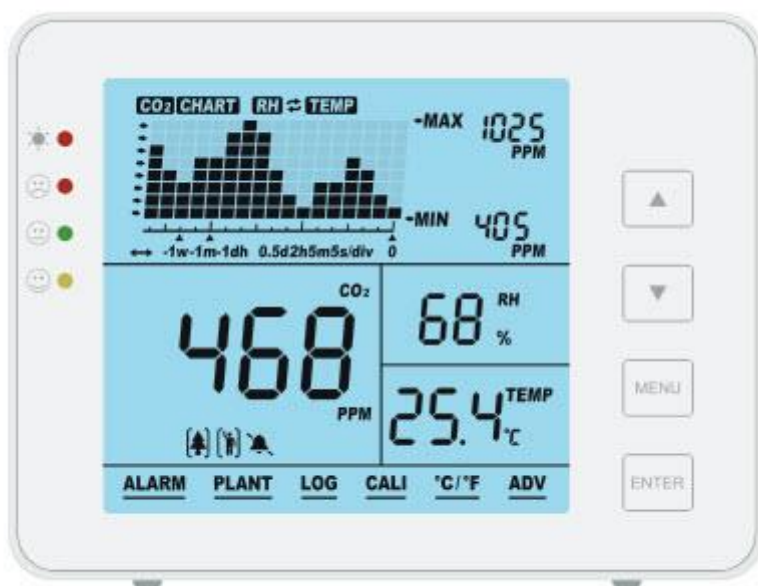 CO₂ CHART RH ⇄ TEMP
MAX 1025
PPM
MIN 405
PPM
-1w-1m-1dh 0.5d2h5m5s/div 0
CO₂
468
PPM
68 RH
%
25.4 TEMP
°C
ALARM PLANT LOG CALI °C/°F ADV
MENU
ENTER